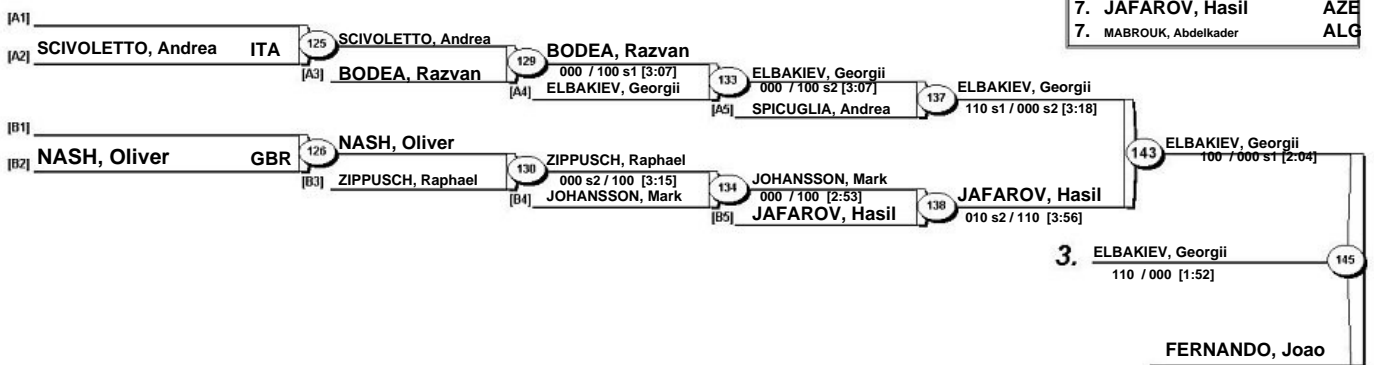 7. JAFAROV, Hasil AZE
7. MABROUK, Abdelkader ALG
[A1]
[A2] SCIVOLETTO, Andrea ITA
125
SCIVOLETTO, Andrea
[A3] BODEA, Razvan
129
BODEA, Razvan
000 / 100 s1 [3:07]
[A4] ELBAKIEV, Georgii
133
ELBAKIEV, Georgii
000 / 100 s2 [3:07]
[A5] SPICUGLIA, Andrea
137
ELBAKIEV, Georgii
110 s1 / 000 s2 [3:18]
[B1]
[B2] NASH, Oliver GBR
126
NASH, Oliver
[B3] ZIPPUSCH, Raphael
130
ZIPPUSCH, Raphael
000 s2 / 100 [3:15]
[B4] JOHANSSON, Mark
134
JOHANSSON, Mark
000 / 100 [2:53]
[B5] JAFAROV, Hasil
138
JAFAROV, Hasil
010 s2 / 110 [3:56]
143
ELBAKIEV, Georgii
100 / 000 s1 [2:04]
3. ELBAKIEV, Georgii
110 / 000 [1:52]
145
FERNANDO, Joao